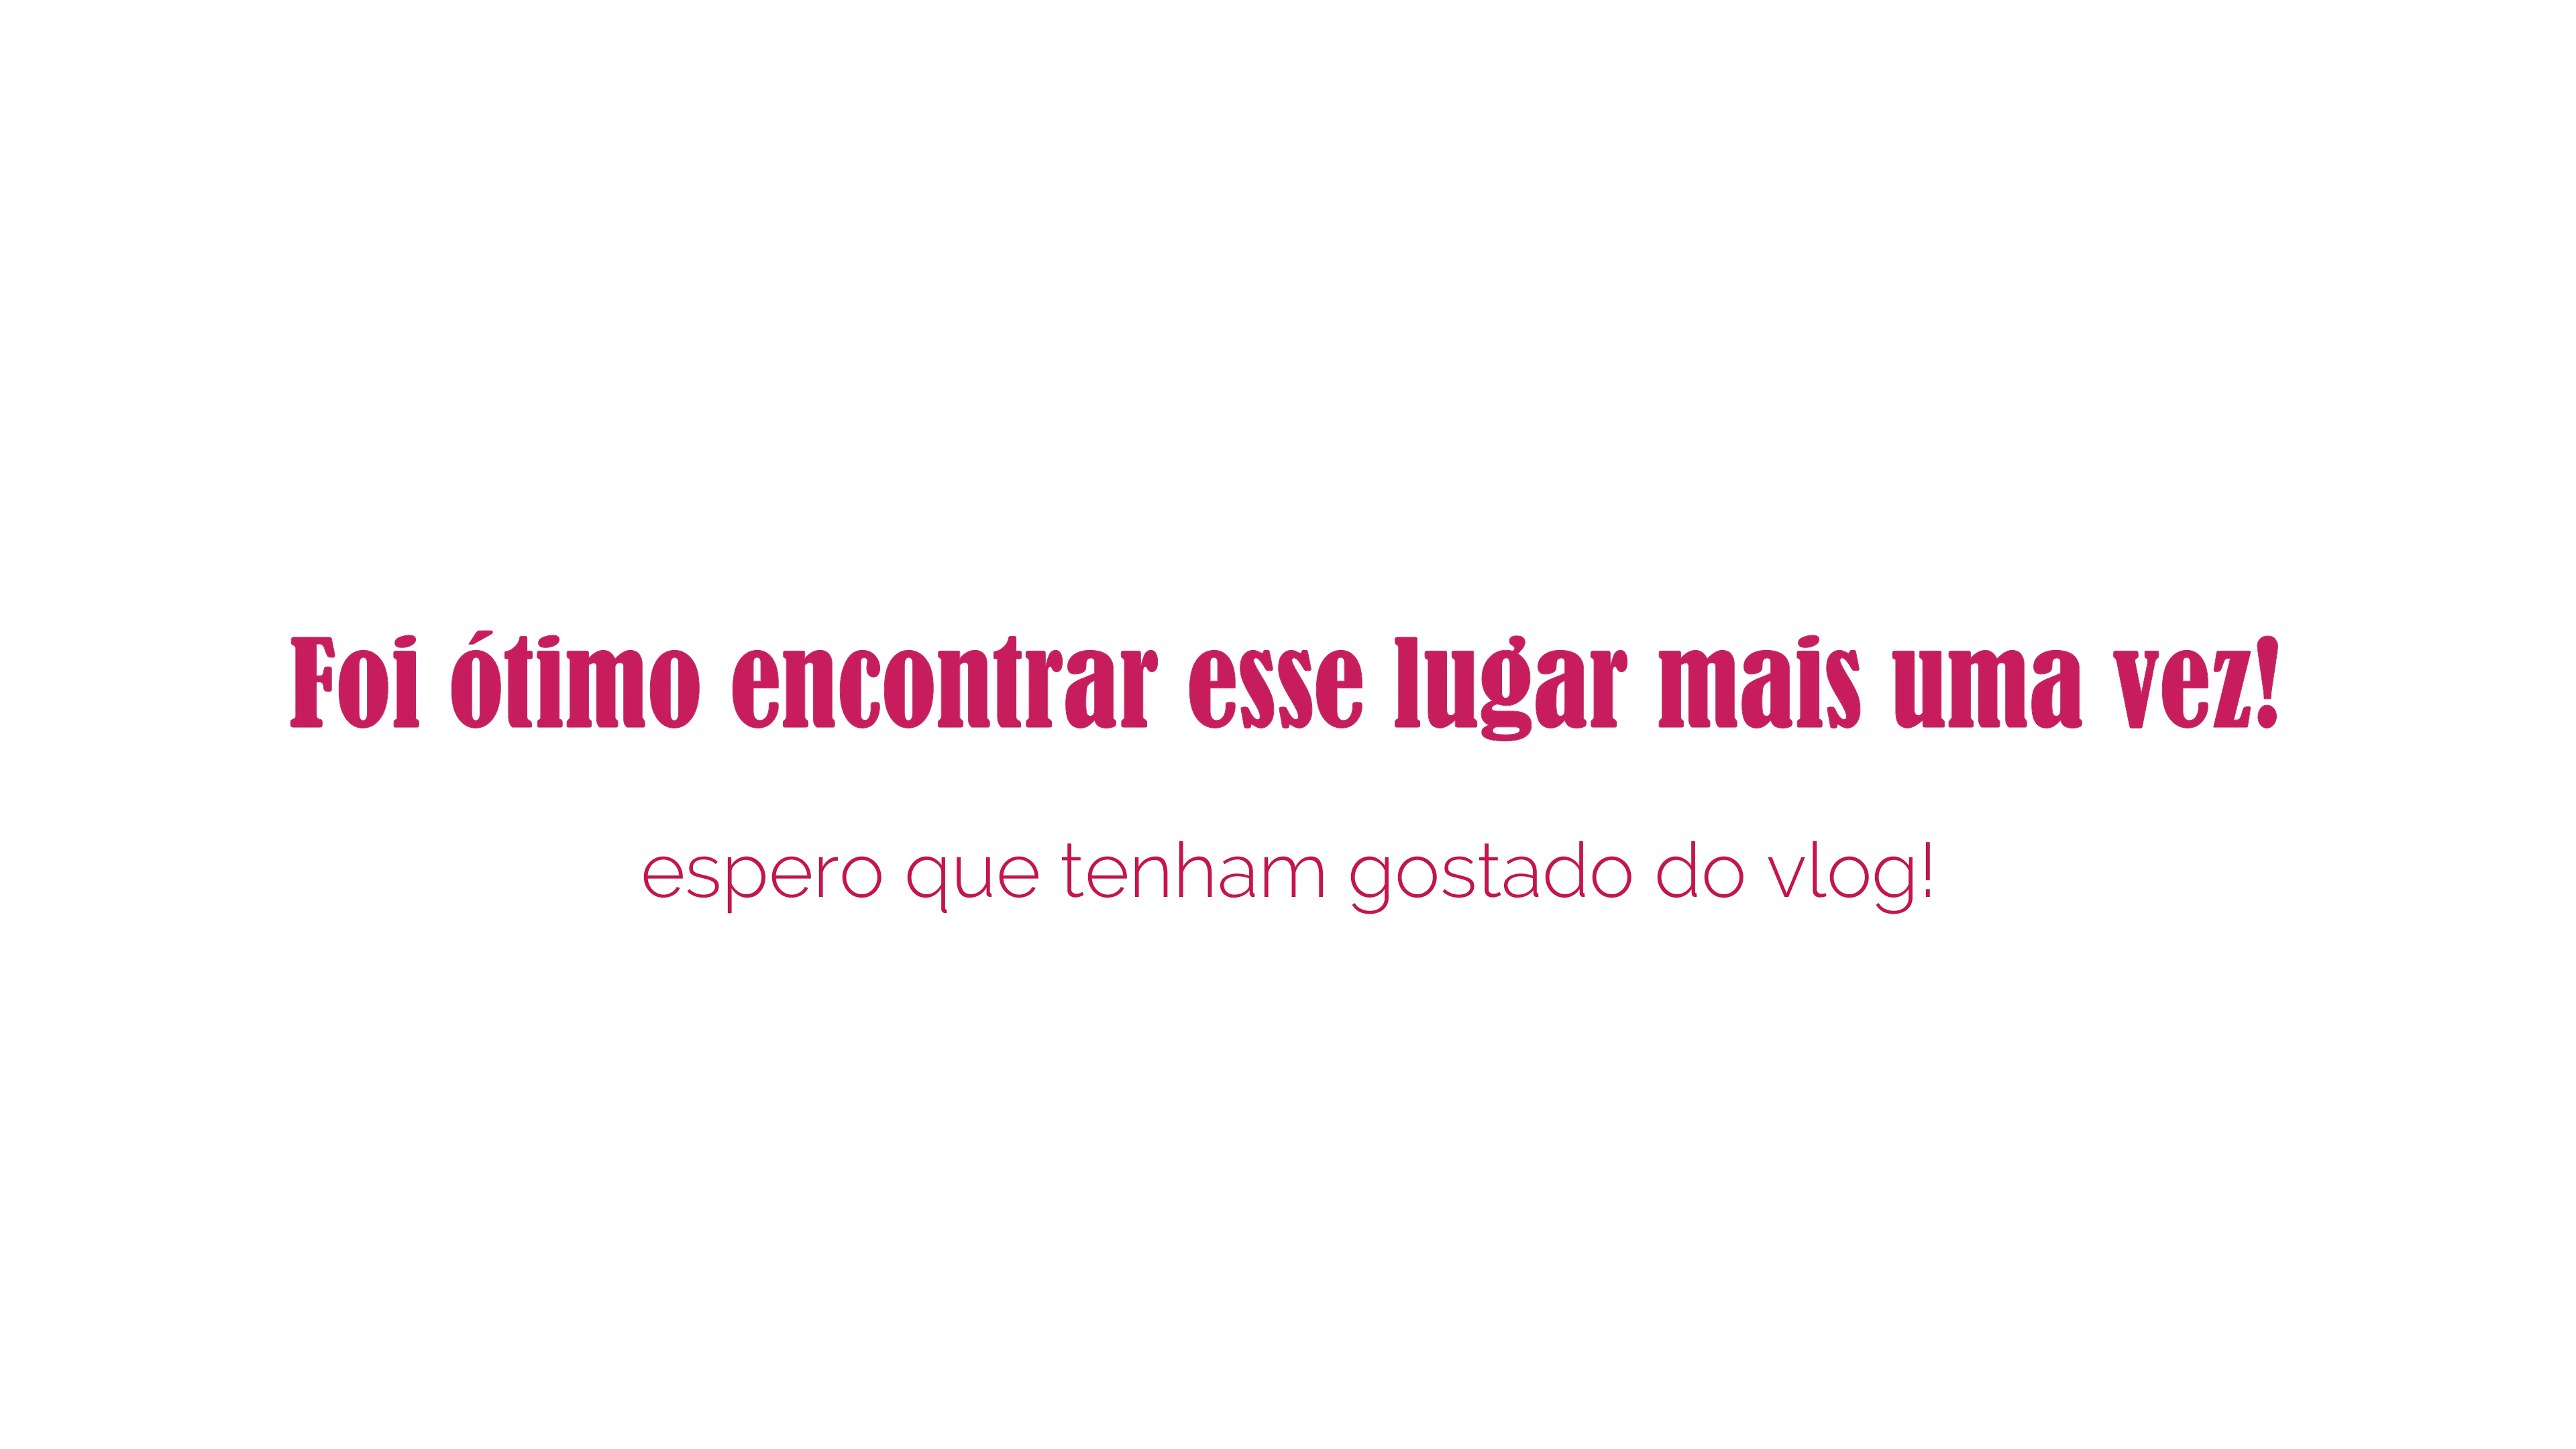 Foi ótimo encontrar esse lugar mais uma vez!
espero que tenham gostado do vlog!